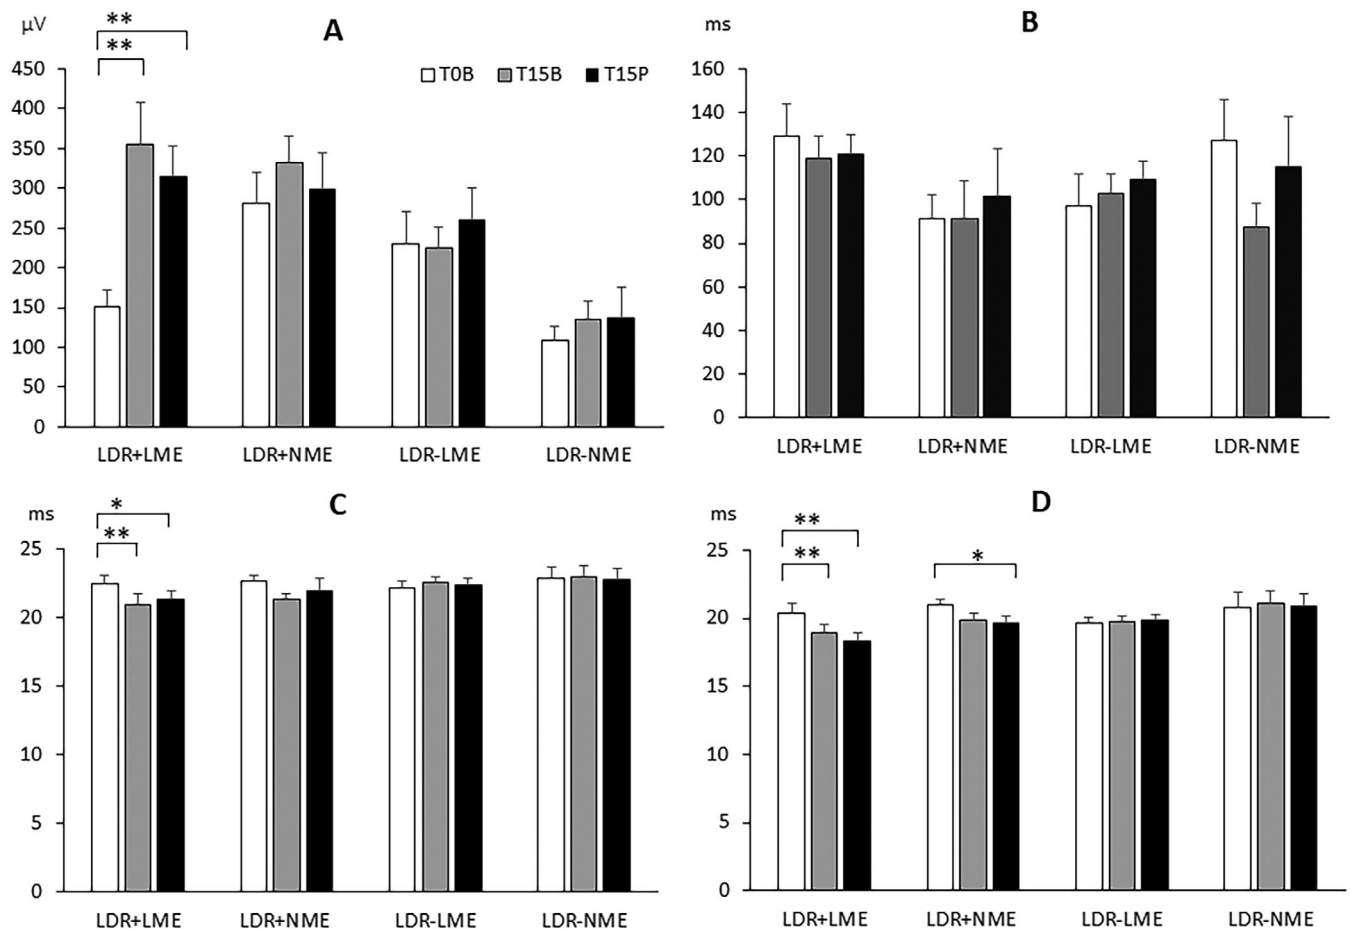 A
µV
**
**
T0B T15B T15P
450
400
350
300
250
200
150
100
50
0
LDR+LME LDR+NME LDR-LME LDR-NME
B
ms
160
140
120
100
80
60
40
20
0
LDR+LME LDR+NME LDR-LME LDR-NME
C
ms
*
**
25
20
15
10
5
0
LDR+LME LDR+NME LDR-LME LDR-NME
D
ms
**
** *
25
20
15
10
5
0
LDR+LME LDR+NME LDR-LME LDR-NME